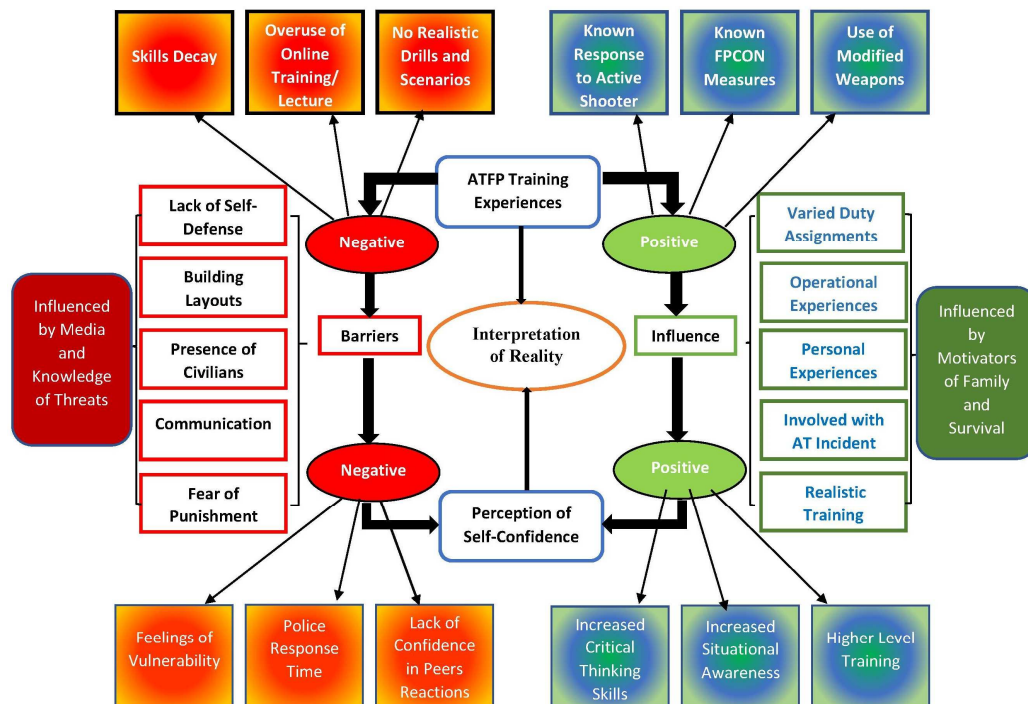 Skills Decay
Overuse of
Online
Training/
Lecture
No Realistic
Drills and
Scenarios
Known
Response
to Active
Shooter
Known
FPCON
Measures
Use of
Modified
Weapons
ATFP Training
Experiences
Negative
Positive
Lack of Self-
Defense
Building
Layouts
Presence of
Civilians
Communication
Fear of
Punishment
Influenced
by Media
and
Knowledge
of Threats
Barriers
Interpretation
of Reality
Influence
Varied Duty
Assignments
Operational
Experiences
Personal
Experiences
Involved with
AT Incident
Realistic
Training
Influenced
by
Motivators
of Family
and
Survival
Negative
Positive
Perception of
Self-Confidence
Feelings of
Vulnerability
Police
Response
Time
Lack of
Confidence
in Peers
Reactions
Increased
Critical
Thinking
Skills
Increased
Situational
Awareness
Higher Level
Training